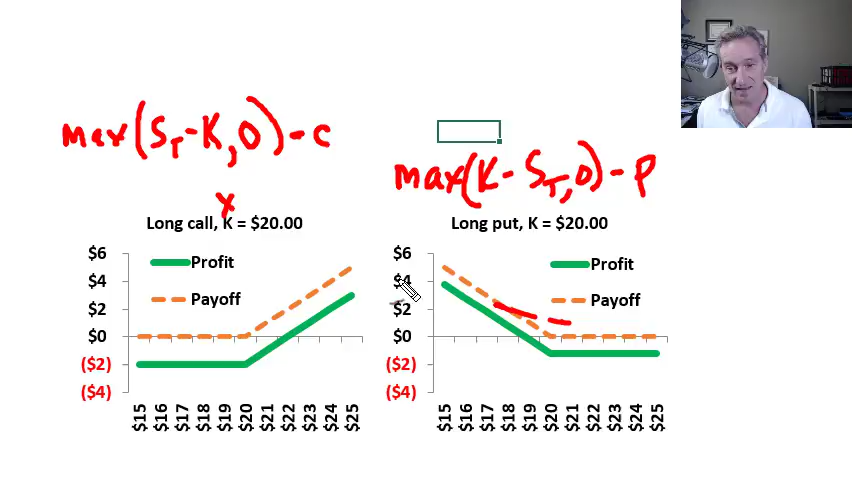 max(S_T - K, 0) - c
max(K - S_T, 0) - P
x
Long call, K = $20.00
$6
$4
$2
$0
($2)
($4)
Profit
Payoff
$15 $16 $17 $18 $19 $20 $21 $22 $23 $24 $25
Long put, K = $20.00
$6
$4
$2
$0
($2)
($4)
Profit
Payoff
$15 $16 $17 $18 $19 $20 $21 $22 $23 $24 $25